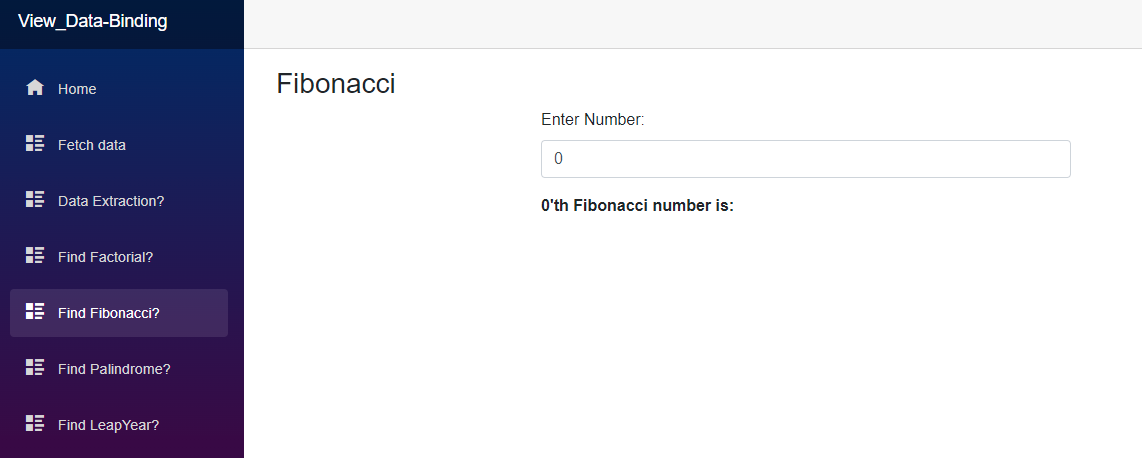 View_Data-Binding
Home
Fetch data
Data Extraction?
Find Factorial?
Find Fibonacci?
Find Palindrome?
Find LeapYear?
Fibonacci
Enter Number:
0
0'th Fibonacci number is: